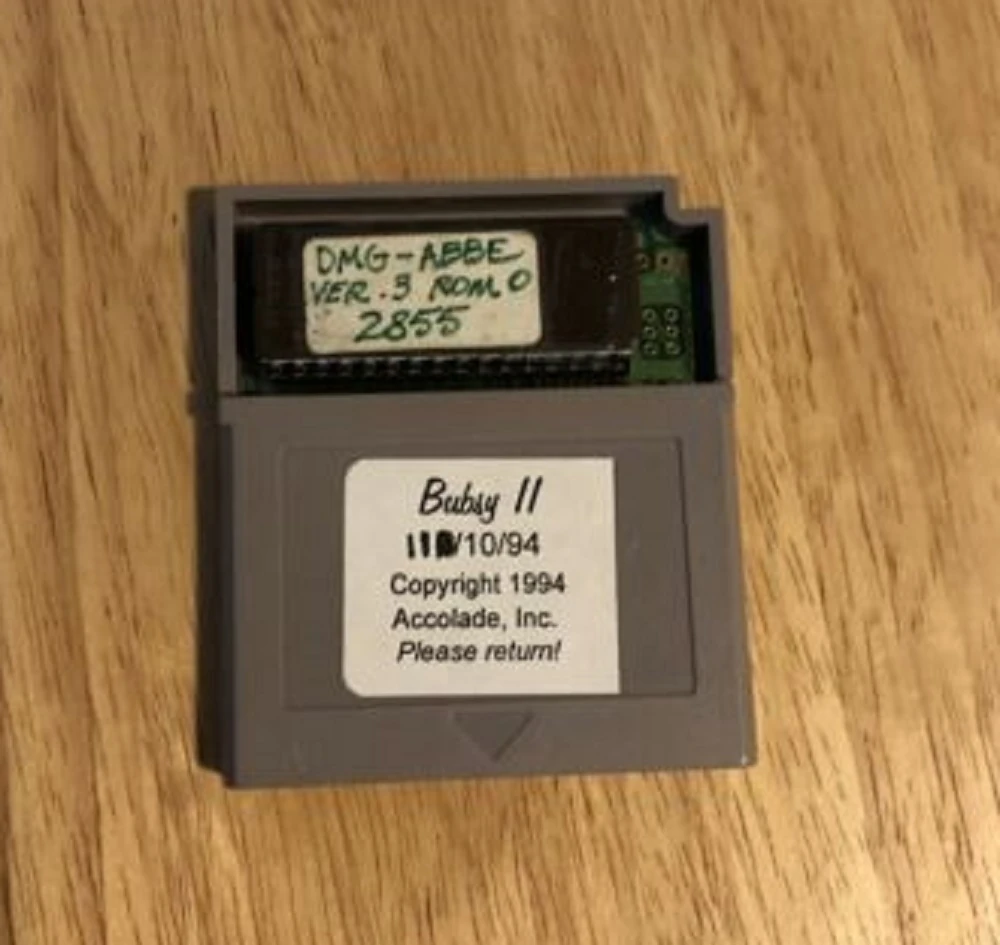 DMG-ABBE
VER.3 ROM 0
2855
Bubsy II
/10/94
Copyright 1994
Accolade, Inc.
Please return!